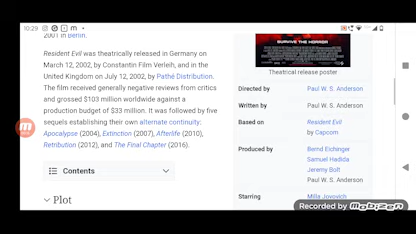 10:29
2001 in Berlin.
Resident Evil was theatrically released in Germany on
March 12, 2002, by Constantin Film Verleih, and in the
United Kingdom on July 12, 2002, by Pathé Distribution.
The film received generally negative reviews from critics
and grossed $103 million worldwide against a
production budget of $33 million. It was followed by five
sequels establishing their own alternate continuity:
Apocalypse (2004), Extinction (2007), Afterlife (2010),
Retribution (2012), and The Final Chapter (2016).
Contents
Plot
SURVIVE THE HORROR
Theatrical release poster
Directed by Paul W. S. Anderson
Written by Paul W. S. Anderson
Based on Resident Evil
by Capcom
Produced by Bernd Eichinger
Samuel Hadida
Jeremy Bolt
Paul W. S. Anderson
Starring Milla Jovovich
Recorded by
MOBIZEN